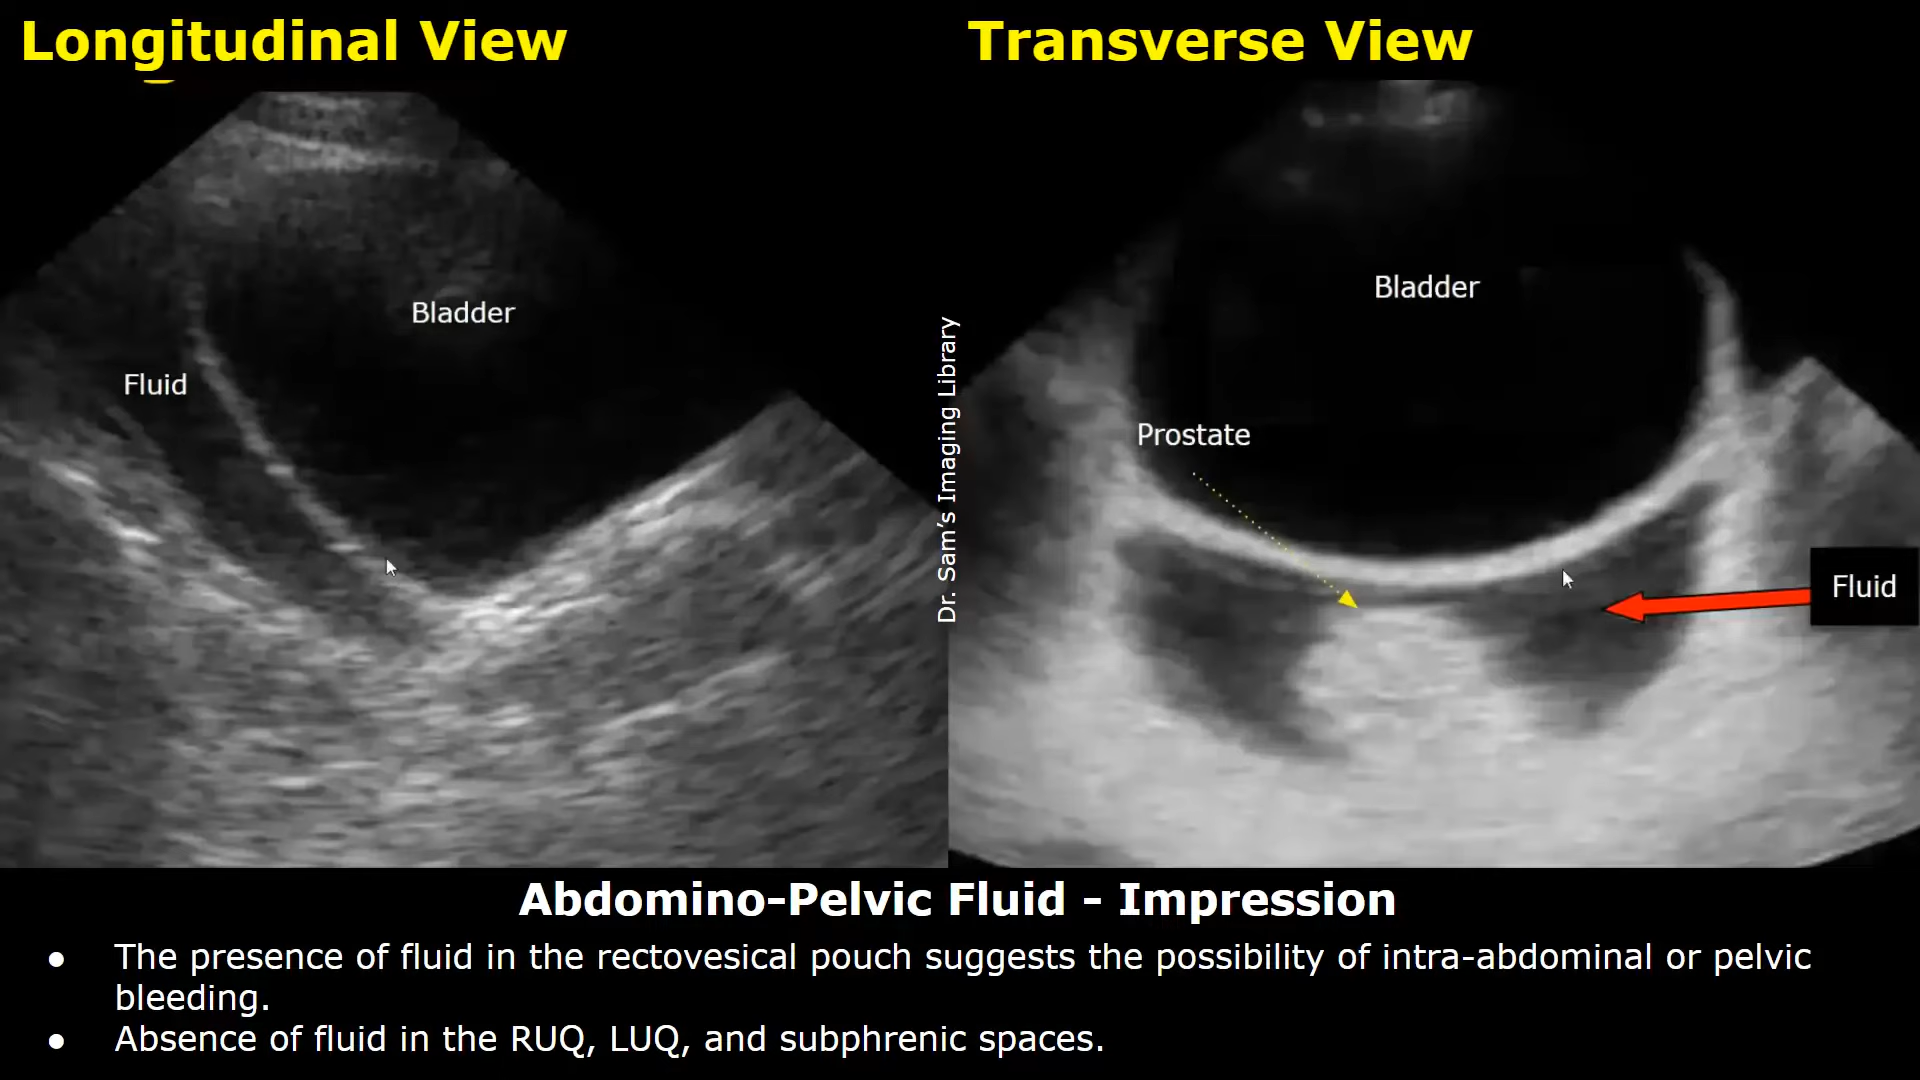 Longitudinal View
Transverse View
Bladder
Fluid
Bladder
Prostate
Fluid
Dr. Sam's Imaging Library
Abdomino-Pelvic Fluid – Impression
● The presence of fluid in the rectovesical pouch suggests the possibility of intra-abdominal or pelvic
bleeding.
● Absence of fluid in the RUQ, LUQ, and subphrenic spaces.